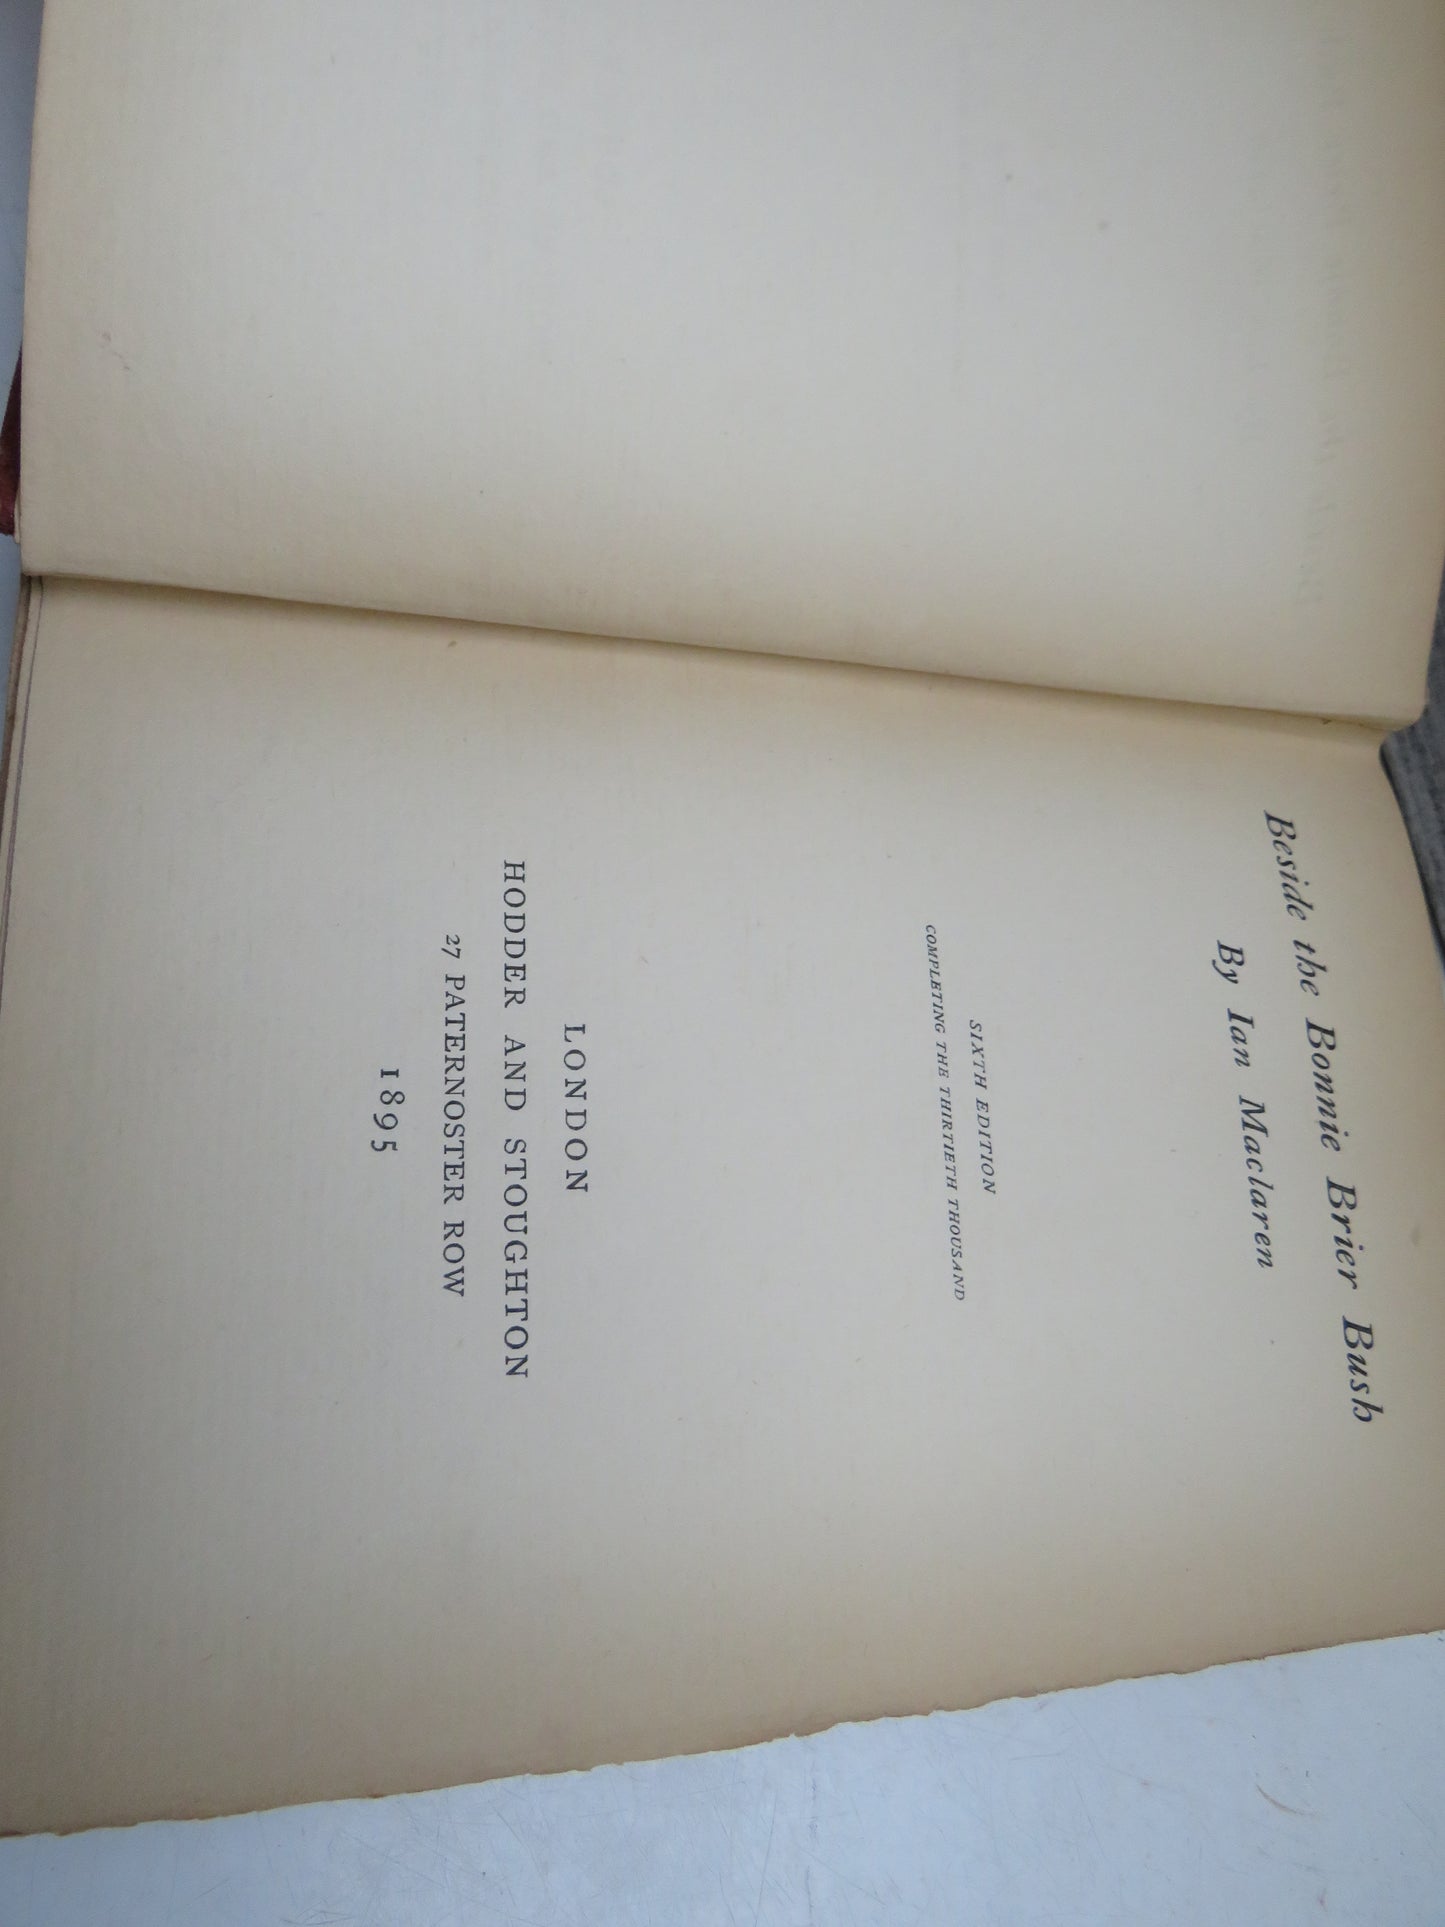 Beside the Bonnie Brier Bush
By Ian Maclaren
SIXTH EDITION
COMPLETING THE THIRTIETH THOUSAND
LONDON
HODDER AND STOUGHTON
27 PATERNOSTER ROW
1895